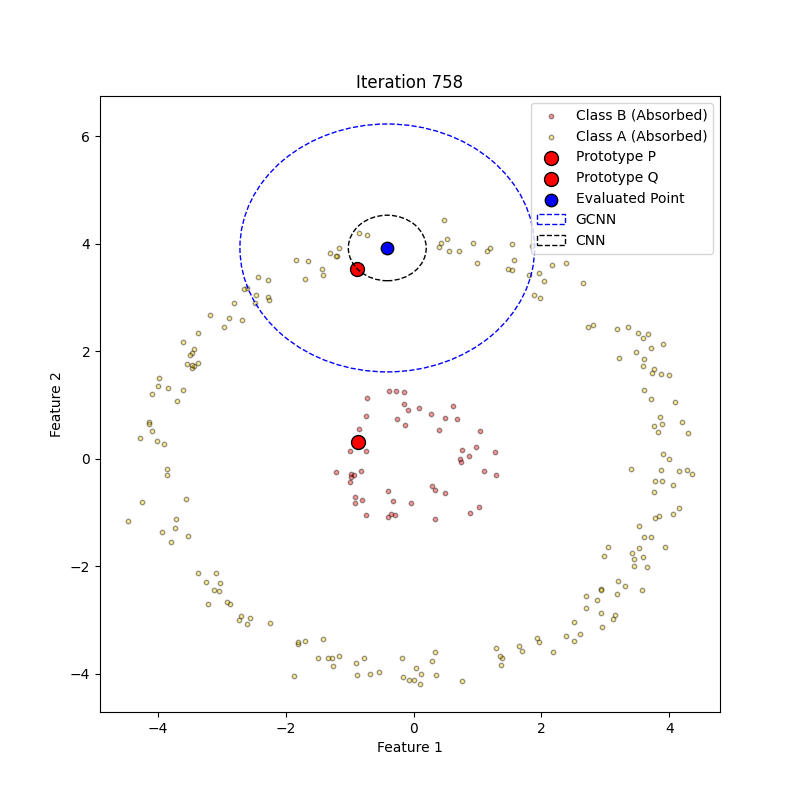 Iteration 758
Class B (Absorbed)
Class A (Absorbed)
Prototype P
Prototype Q
Evaluated Point
GCNN
CNN
6
4
2
0
−2
−4
Feature 2
−4
−2
0
2
4
Feature 1